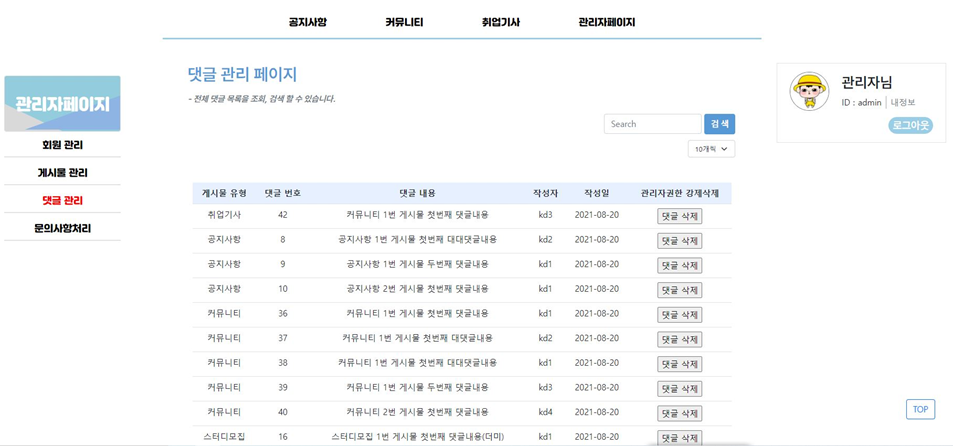 공지사항 커뮤니티 취업기사 관리자페이지
관리자페이지
회원 관리
게시물 관리
댓글 관리
문의사항처리
댓글 관리 페이지
- 전체 댓글 목록을 조회, 검색 할 수 있습니다.
Search 검 색
10개씩
관리자님
ID : admin | 내정보
로그아웃
게시물 유형 댓글 번호 댓글 내용 작성자 작성일 관리자권한 강제삭제
취업기사 42 커뮤니티 1번 게시물 첫번째 댓글내용 kd3 2021-08-20 댓글 삭제
공지사항 8 공지사항 1번 게시물 첫번째 대대댓글내용 kd2 2021-08-20 댓글 삭제
공지사항 9 공지사항 1번 게시물 두번째 댓글내용 kd1 2021-08-20 댓글 삭제
공지사항 10 공지사항 2번 게시물 첫번째 댓글내용 kd1 2021-08-20 댓글 삭제
커뮤니티 36 커뮤니티 1번 게시물 첫번째 댓글내용 kd1 2021-08-20 댓글 삭제
커뮤니티 37 커뮤니티 1번 게시물 첫번째 대댓글내용 kd2 2021-08-20 댓글 삭제
커뮤니티 38 커뮤니티 1번 게시물 첫번째 대대댓글내용 kd1 2021-08-20 댓글 삭제
커뮤니티 39 커뮤니티 1번 게시물 두번째 댓글내용 kd3 2021-08-20 댓글 삭제
커뮤니티 40 커뮤니티 2번 게시물 첫번째 댓글내용 kd4 2021-08-20 댓글 삭제
스터디모집 16 스터디모집 1번 게시물 첫번째 댓글내용(더미) kd1 2021-08-20 댓글 삭제
TOP